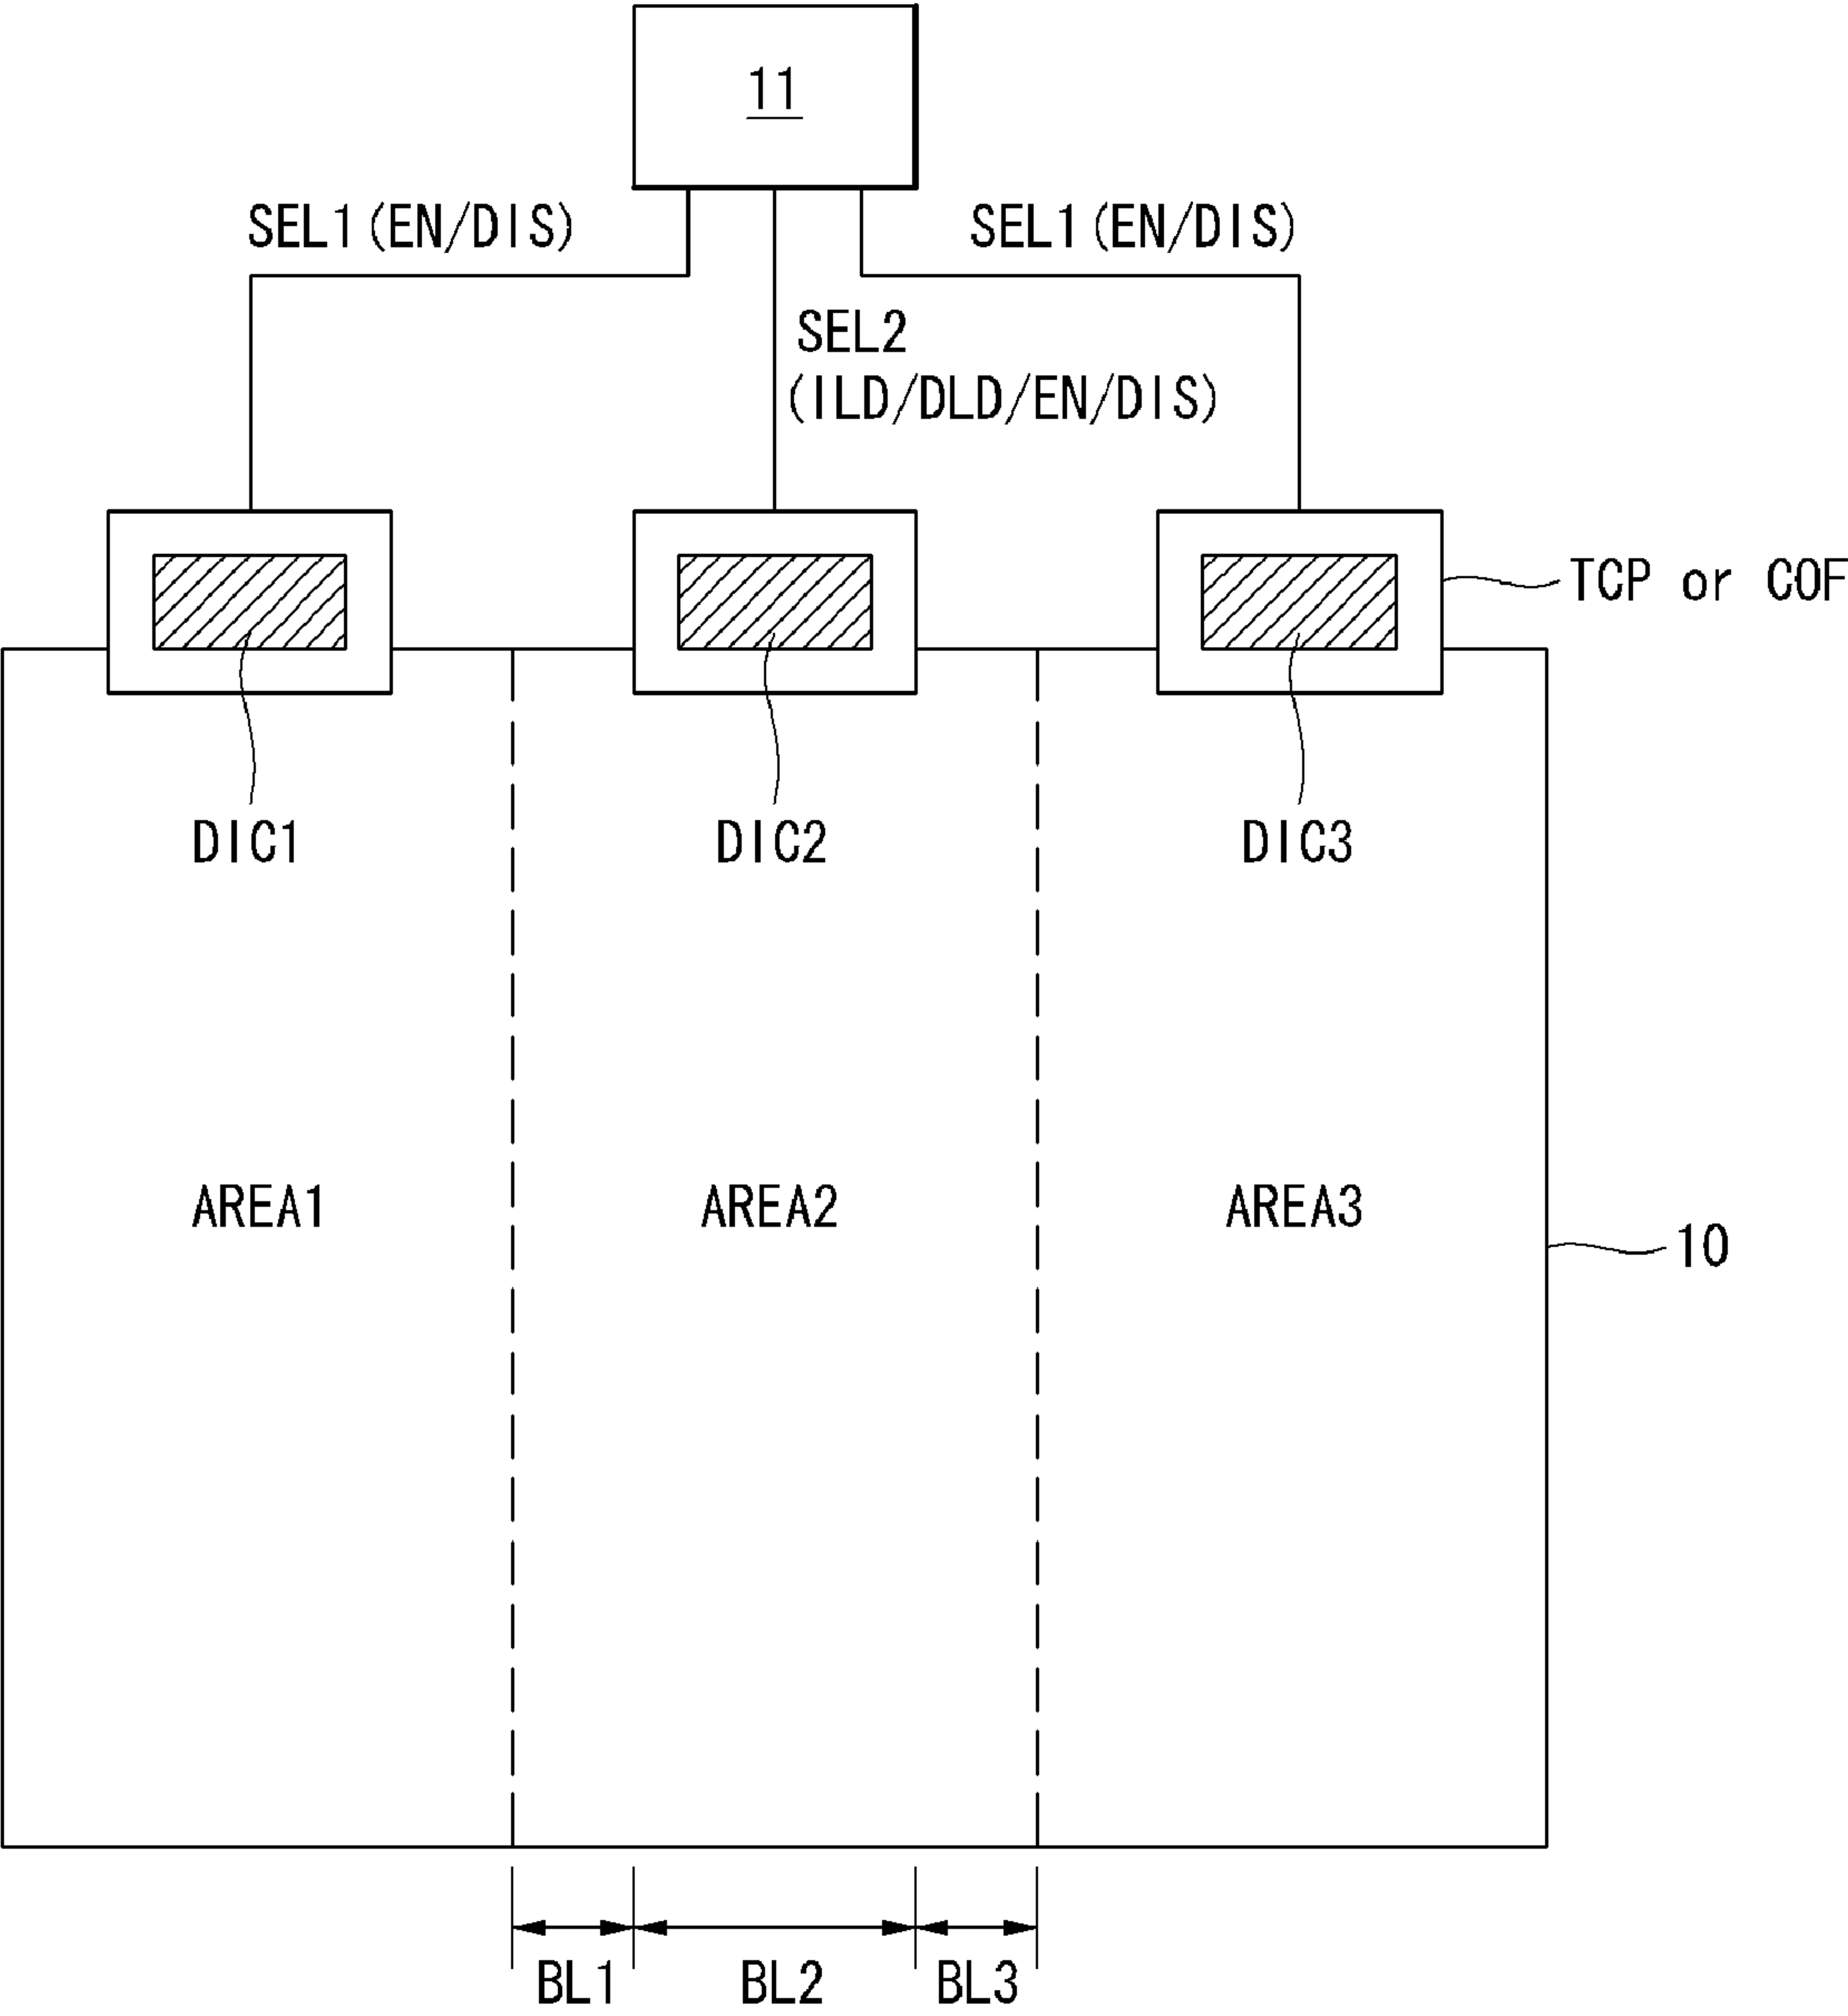 11
SEL1(EN/DIS)
SEL1(EN/DIS)
SEL2
(ILD/DLD/EN/DIS)
TCP or COF
DIC1
DIC2
DIC3
AREA1
AREA2
AREA3
10
BL1
BL2
BL3